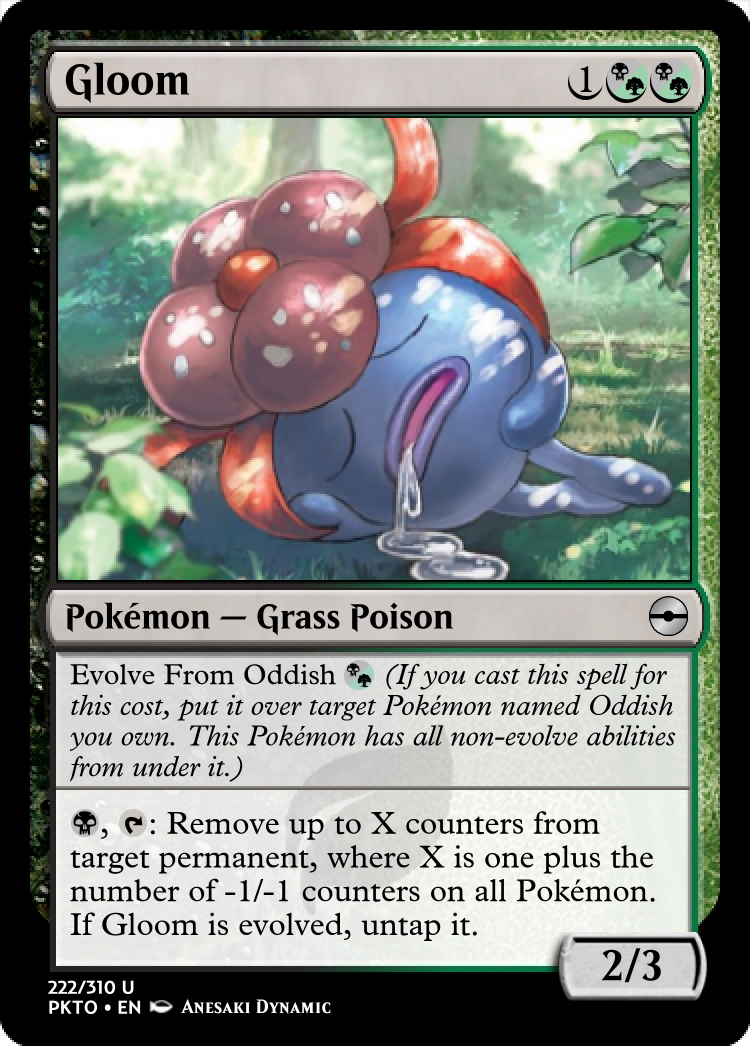 Gloom 1
Pokémon — Grass Poison
Evolve From Oddish (If you cast this spell for
this cost, put it over target Pokémon named Oddish
you own. This Pokémon has all non-evolve abilities
from under it.)
, : Remove up to X counters from
target permanent, where X is one plus the
number of -1/-1 counters on all Pokémon.
If Gloom is evolved, untap it.
2/3
222/310 U
PKTO • EN Anesaki Dynamic